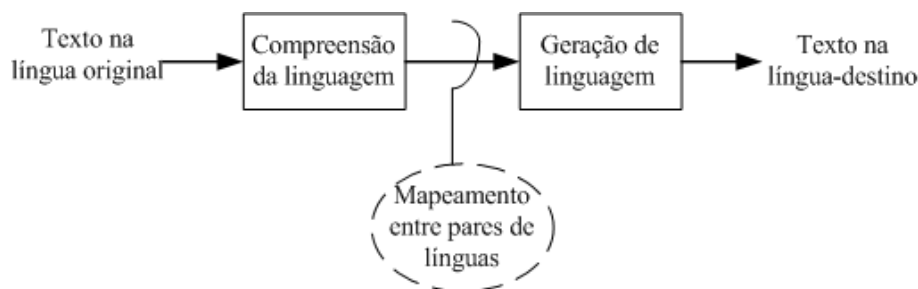 Texto na
língua original
Compreensão
da linguagem
Geração de
linguagem
Texto na
língua-destino
Mapeamento
entre pares de
línguas